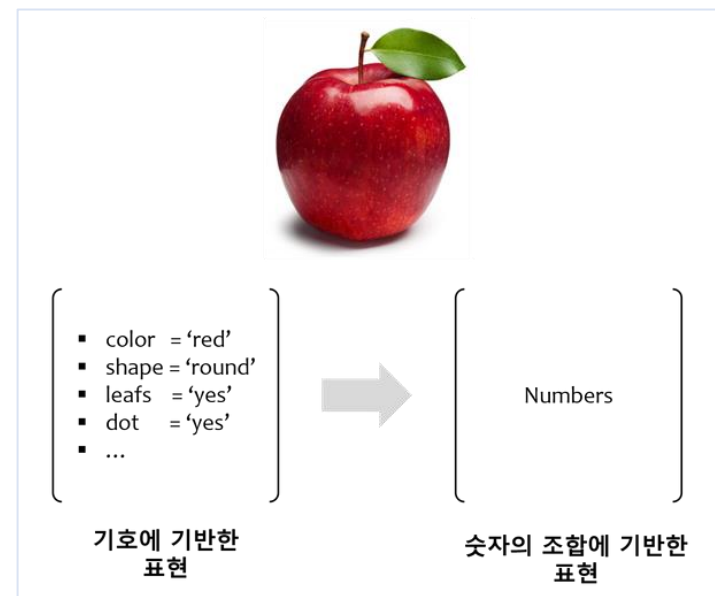 color = ‘red’
shape = ‘round’
leafs = ‘yes’
dot = ‘yes’
...
Numbers
기호에 기반한
표현
숫자의 조합에 기반한
표현